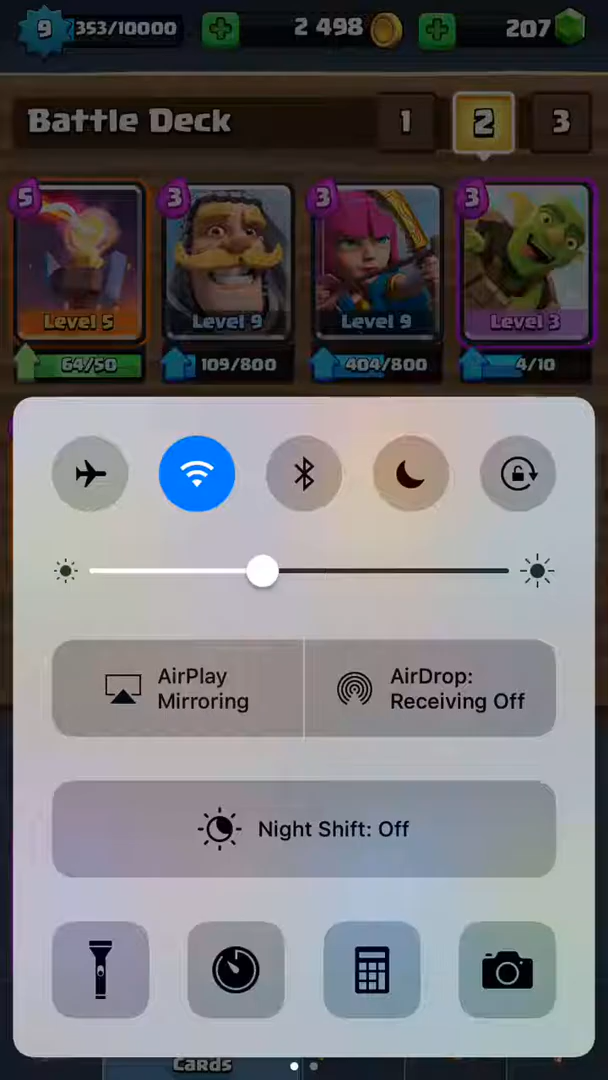 9 353/10000 2 498 207
Battle Deck 1 2 3
5 3 3 3
Level 5 Level 9 Level 9 Level 3
64/50 109/800 404/800 4/10
AirPlay AirDrop:
Mirroring Receiving Off
Night Shift: Off
Cards